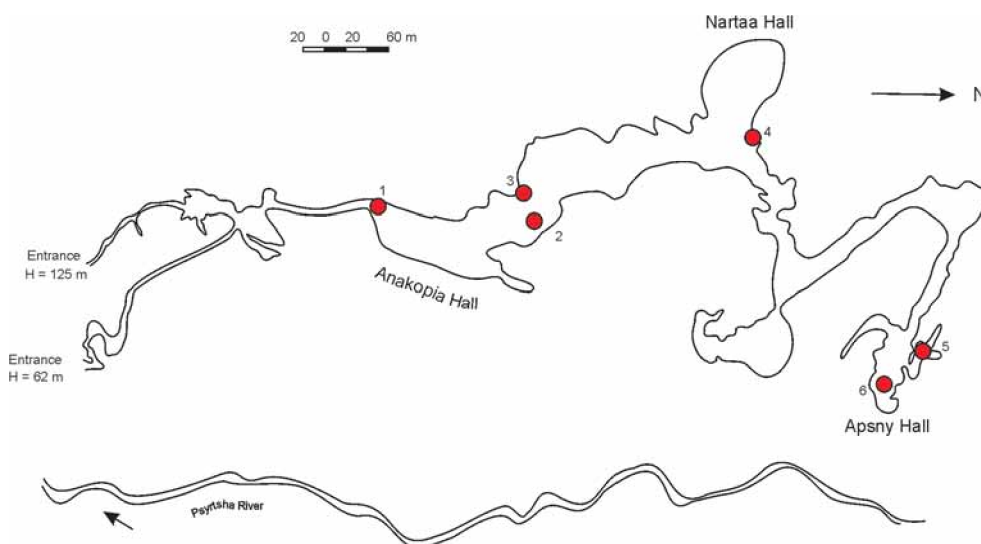 Nartaa Hall
20 0 20 60 m
N
4
1
3
2
Entrance
H = 125 m
Anakopia Hall
Entrance
H = 62 m
5
6
Apsny Hall
Psyrtsha River